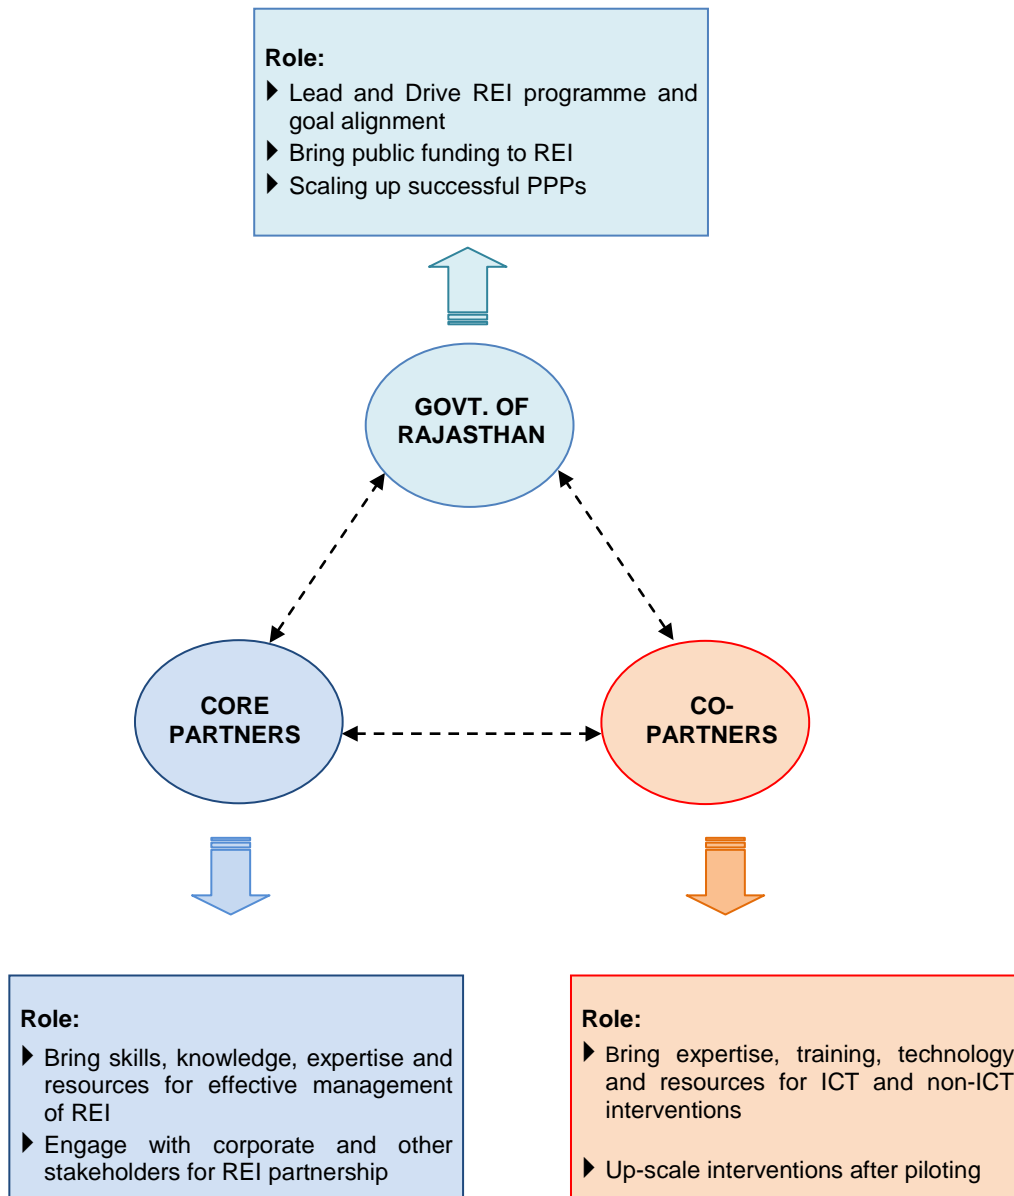 Role:
Lead and Drive REI programme and
goal alignment
Bring public funding to REI
Scaling up successful PPPs
GOVT. OF
RAJASTHAN
CORE
PARTNERS
CO-
PARTNERS
Role:
Bring skills, knowledge, expertise and
resources for effective management
of REI
Engage with corporate and other
stakeholders for REI partnership
Role:
Bring expertise, training, technology
and resources for ICT and non-ICT
interventions
Up-scale interventions after piloting